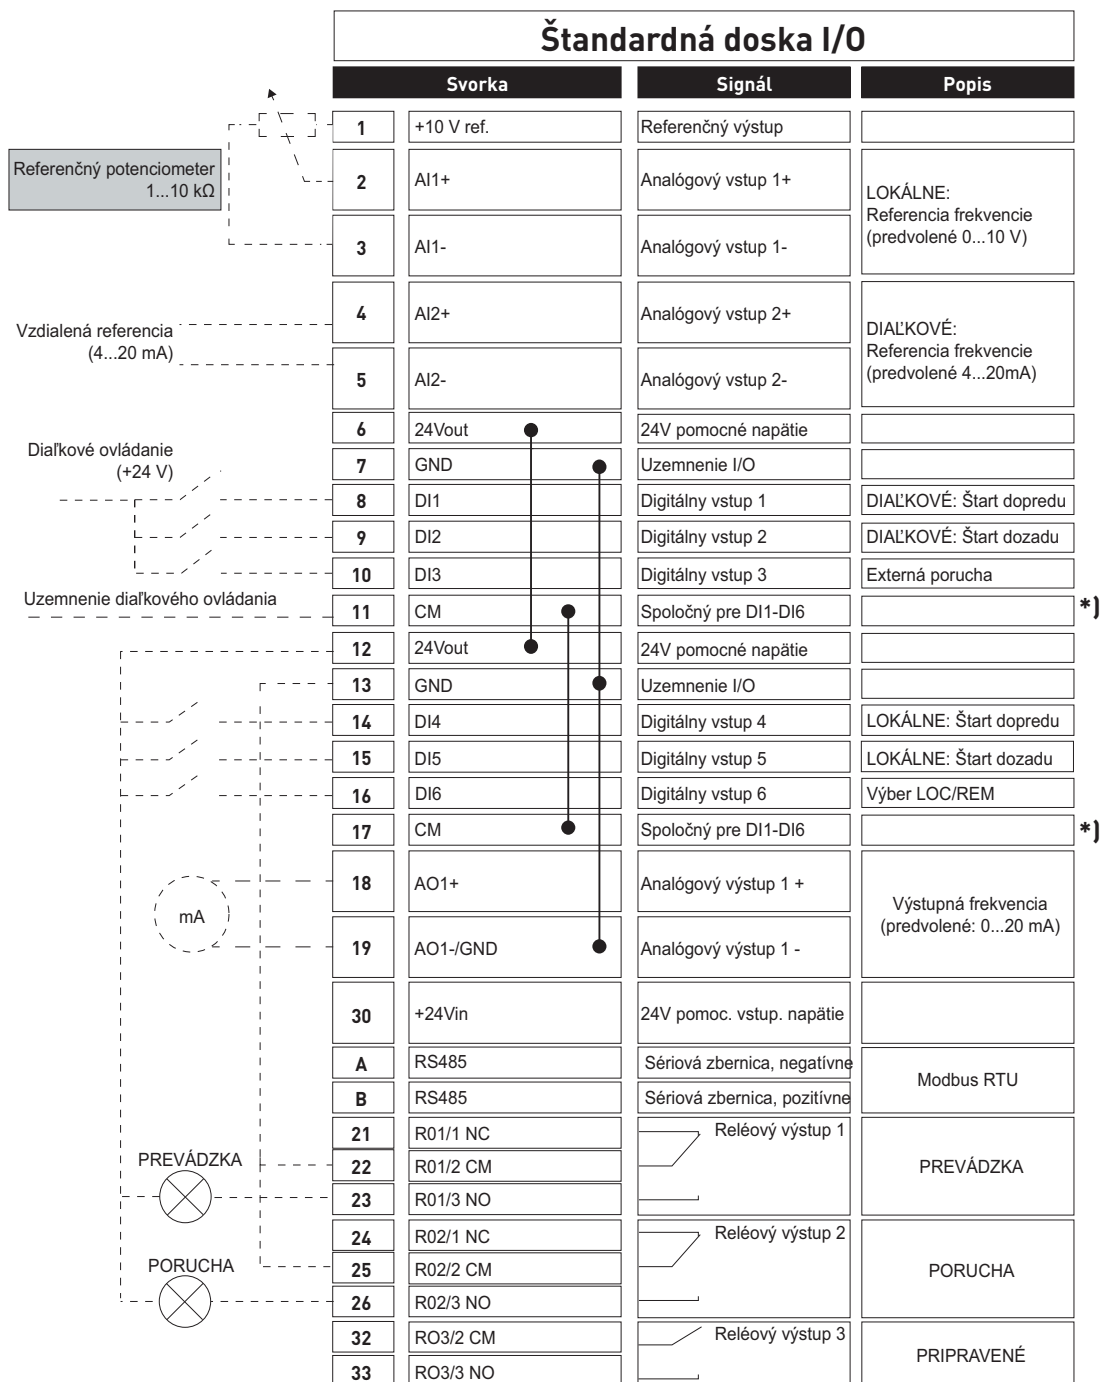 Štandardná doska I/O
Svorka Signál Popis
1 +10 V ref. Referenčný výstup
Referenčný potenciometer
1...10 kΩ
2 AI1+ Analógový vstup 1+
3 AI1- Analógový vstup 1-
LOKÁLNE:
Referencia frekvencie
(predvolené 0...10 V)
Vzdialená referencia
(4...20 mA)
4 AI2+ Analógový vstup 2+
5 AI2- Analógový vstup 2-
DIAĽKOVÉ:
Referencia frekvencie
(predvolené 4...20mA)
6 24Vout 24V pomocné napätie
Diaľkové ovládanie
(+24 V)
7 GND Uzemnenie I/O
8 DI1 Digitálny vstup 1 DIAĽKOVÉ: Štart dopredu
9 DI2 Digitálny vstup 2 DIAĽKOVÉ: Štart dozadu
10 DI3 Digitálny vstup 3 Externá porucha
Uzemnenie diaľkového ovládania
11 CM Spoločný pre DI1-DI6 *)
12 24Vout 24V pomocné napätie
13 GND Uzemnenie I/O
14 DI4 Digitálny vstup 4 LOKÁLNE: Štart dopredu
15 DI5 Digitálny vstup 5 LOKÁLNE: Štart dozadu
16 DI6 Digitálny vstup 6 Výber LOC/REM
17 CM Spoločný pre DI1-DI6 *)
mA
18 AO1+ Analógový výstup 1 +
19 AO1-/GND Analógový výstup 1 -
Výstupná frekvencia
(predvolené: 0...20 mA)
30 +24Vin 24V pomoc. vstup. napätie
A RS485 Sériová zbernica, negatívne
B RS485 Sériová zbernica, pozitívne
Modbus RTU
21 R01/1 NC Reléový výstup 1
PREVÁDZKA
22 R01/2 CM PREVÁDZKA
23 R01/3 NO
24 R02/1 NC Reléový výstup 2
PORUCHA
25 R02/2 CM PORUCHA
26 R02/3 NO
32 RO3/2 CM Reléový výstup 3
PRIPRAVENÉ
33 RO3/3 NO